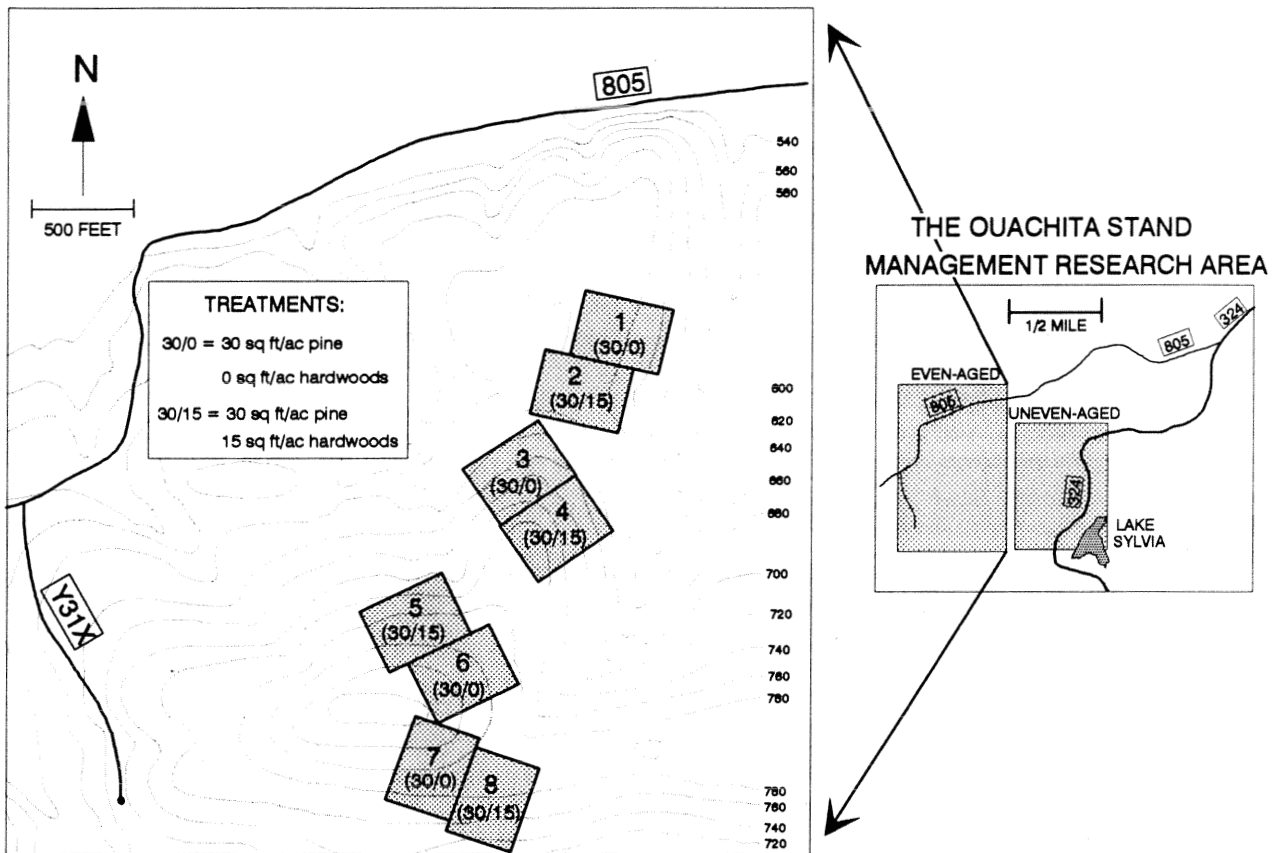 N
500 FEET
805
TREATMENTS:
30/0 = 30 sq ft/ac pine
0 sq ft/ac hardwoods
30/15 = 30 sq ft/ac pine
15 sq ft/ac hardwoods
Y31X
1
(30/0)
2
(30/15)
3
(30/0)
4
(30/15)
5
(30/15)
6
(30/0)
7
(30/0)
8
(30/15)
540
560
580
600
620
640
660
680
700
720
740
760
780
780
760
740
720
THE OUACHITA STAND
MANAGEMENT RESEARCH AREA
1/2 MILE
324
805
EVEN-AGED
805
UNEVEN-AGED
324
LAKE
SYLVIA